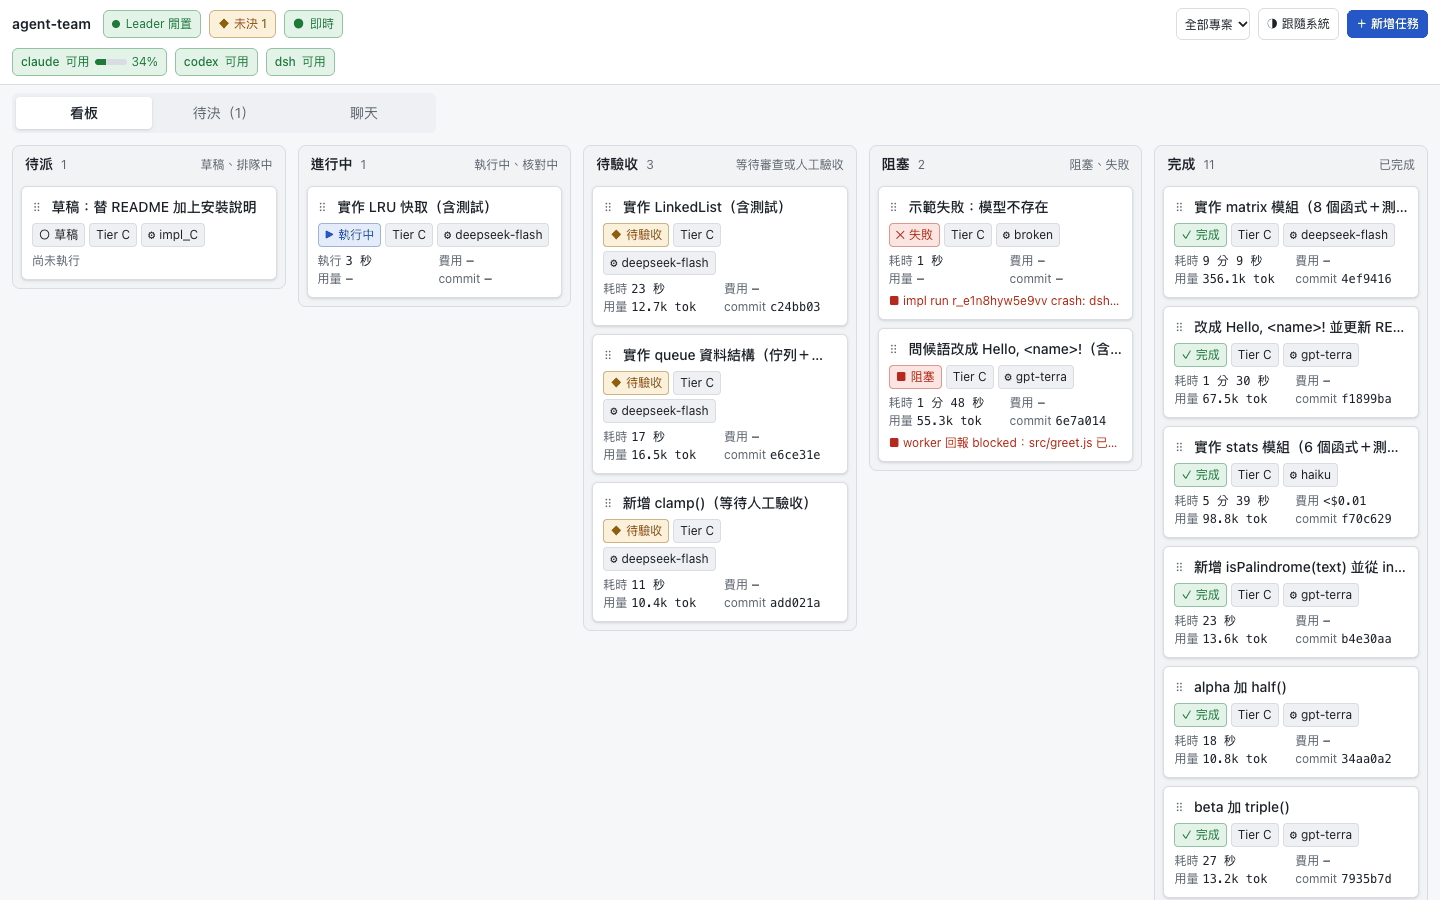 agent-team
Leader 閒置
未決 1
即時
全部專案
跟隨系統
+ 新增任務
claude 可用 34%
codex 可用
dsh 可用
看板
待決 (1)
聊天
待派 1
草稿、排隊中
草稿：替 README 加上安裝說明
草稿
Tier C
impl_C
尚未執行
進行中 1
執行中、核對中
實作 LRU 快取（含測試）
執行中
Tier C
deepseek-flash
執行 3 秒
費用 –
用量 –
commit –
待驗收 3
等待審查或人工驗收
實作 LinkedList（含測試）
待驗收
Tier C
deepseek-flash
耗時 23 秒
費用 –
用量 12.7k tok
commit c24bb03
實作 queue 資料結構（佇列＋...
待驗收
Tier C
deepseek-flash
耗時 17 秒
費用 –
用量 16.5k tok
commit e6ce31e
新增 clamp()（等待人工驗收）
待驗收
Tier C
deepseek-flash
耗時 11 秒
費用 –
用量 10.4k tok
commit add021a
阻塞 2
阻塞、失敗
示範失敗：模型不存在
失敗
Tier C
broken
耗時 1 秒
費用 –
用量 –
commit –
impl run r_e1n8hyw5e9vv crash: dsh...
問候語改成 Hello, <name>!（含...
阻塞
Tier C
gpt-terra
耗時 1 分 48 秒
費用 –
用量 55.3k tok
commit 6e7a014
worker 回報 blocked：src/greet.js 已...
完成 11
已完成
實作 matrix 模組（8 個函式＋測...
完成
Tier C
deepseek-flash
耗時 9 分 9 秒
費用 –
用量 356.1k tok
commit 4ef9416
改成 Hello, <name>! 並更新 RE...
完成
Tier C
gpt-terra
耗時 1 分 30 秒
費用 –
用量 67.5k tok
commit f1899ba
實作 stats 模組（6 個函式＋測...
完成
Tier C
haiku
耗時 5 分 39 秒
費用 <$0.01
用量 98.8k tok
commit f70c629
新增 isPalindrome(text) 並從 in...
完成
Tier C
gpt-terra
耗時 23 秒
費用 –
用量 13.6k tok
commit b4e30aa
alpha 加 half()
完成
Tier C
gpt-terra
耗時 18 秒
費用 –
用量 10.8k tok
commit 34aa0a2
beta 加 triple()
完成
Tier C
gpt-terra
耗時 27 秒
費用 –
用量 13.2k tok
commit 7935b7d